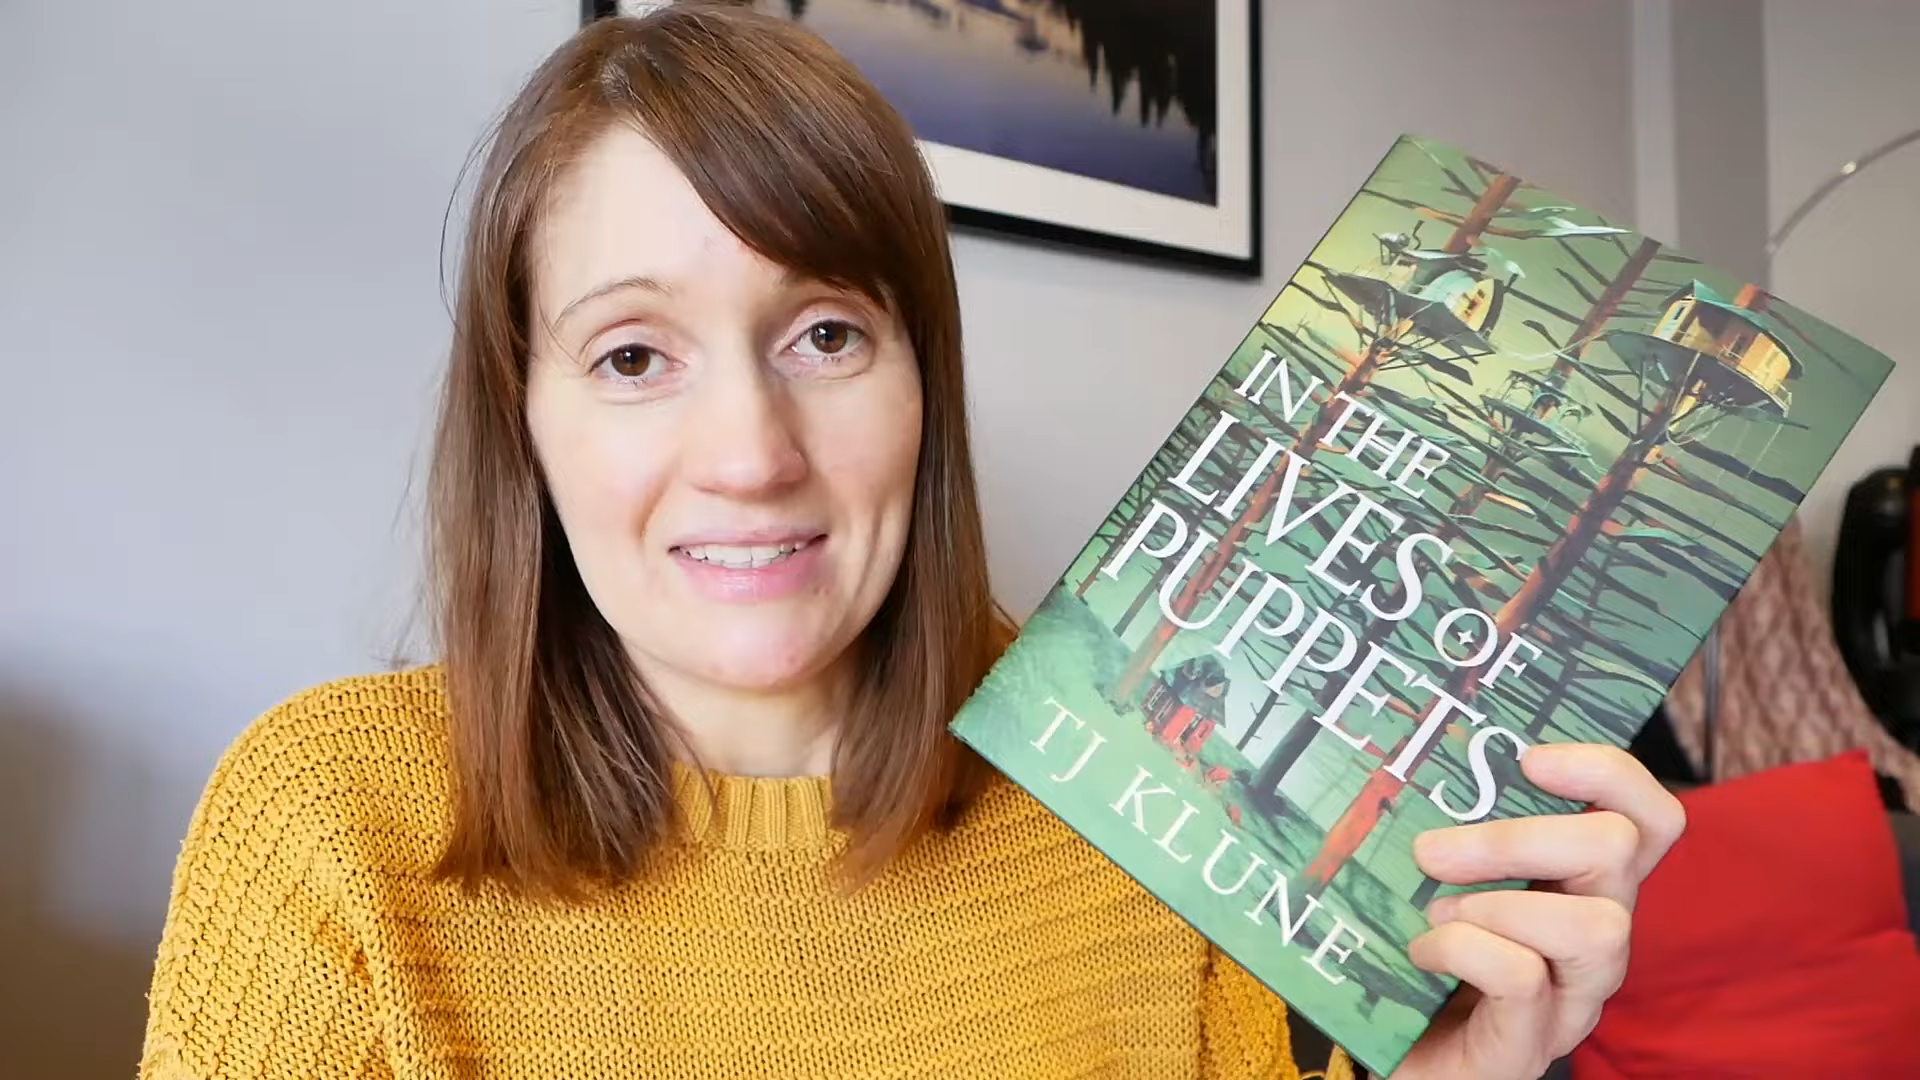 IN THE
LIVES OF
PUPPETS
TJ KLUNE